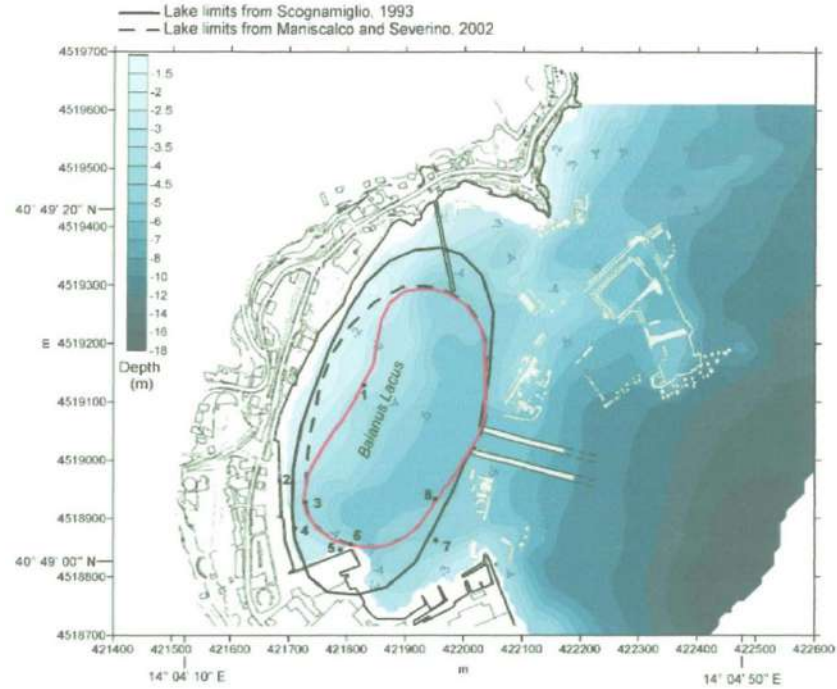 Lake limits from Scognamiglio, 1993
Lake limits from Maniscalco and Severino, 2002
4519700
4519600
4519500
40° 49' 20" N
4519400
4519300
m
4519200
4519100
4519000
4518900
40° 49' 00" N
4518800
4518700
-1.5
-2
-2.5
-3
-3.5
-4
-4.5
-5
-6
-7
-8
-10
-12
-14
-16
-18
Depth
(m)
Baianus Lacus
1
2
3
4
5
6
7
8
421400 421500 421600 421700 421800 421900 422000 422100 422200 422300 422400 422500 422600
m
14° 04' 10" E
14° 04' 50" E